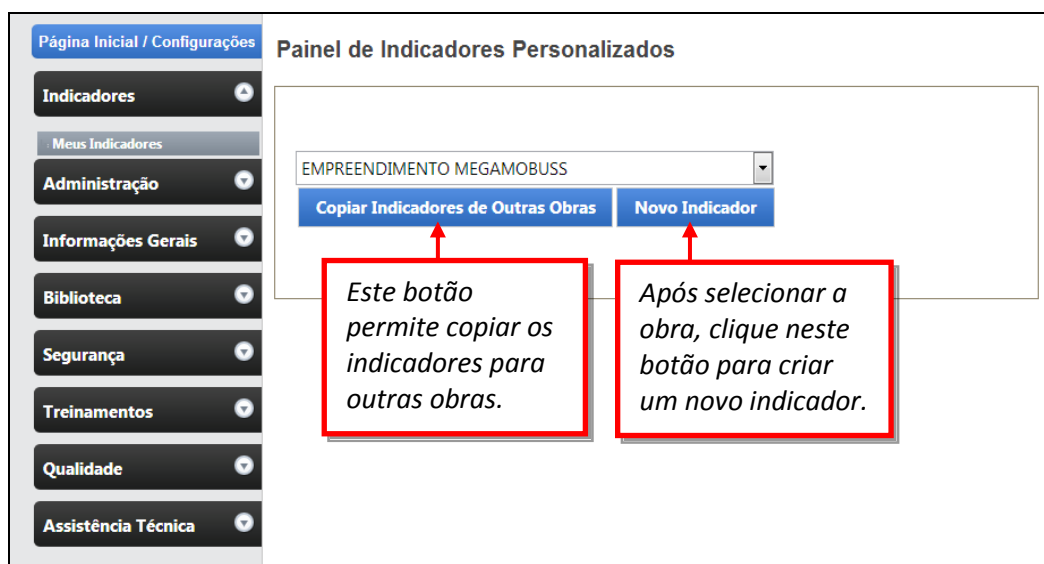 Página Inicial / Configurações
Indicadores
Meus Indicadores
Administração
Informações Gerais
Biblioteca
Segurança
Treinamentos
Qualidade
Assistência Técnica
Painel de Indicadores Personalizados
EMPREENDIMENTO MEGAMOBUSS
Copiar Indicadores de Outras Obras
Novo Indicador
Este botão
permite copiar os
indicadores para
outras obras.
Após selecionar a
obra, clique neste
botão para criar
um novo indicador.